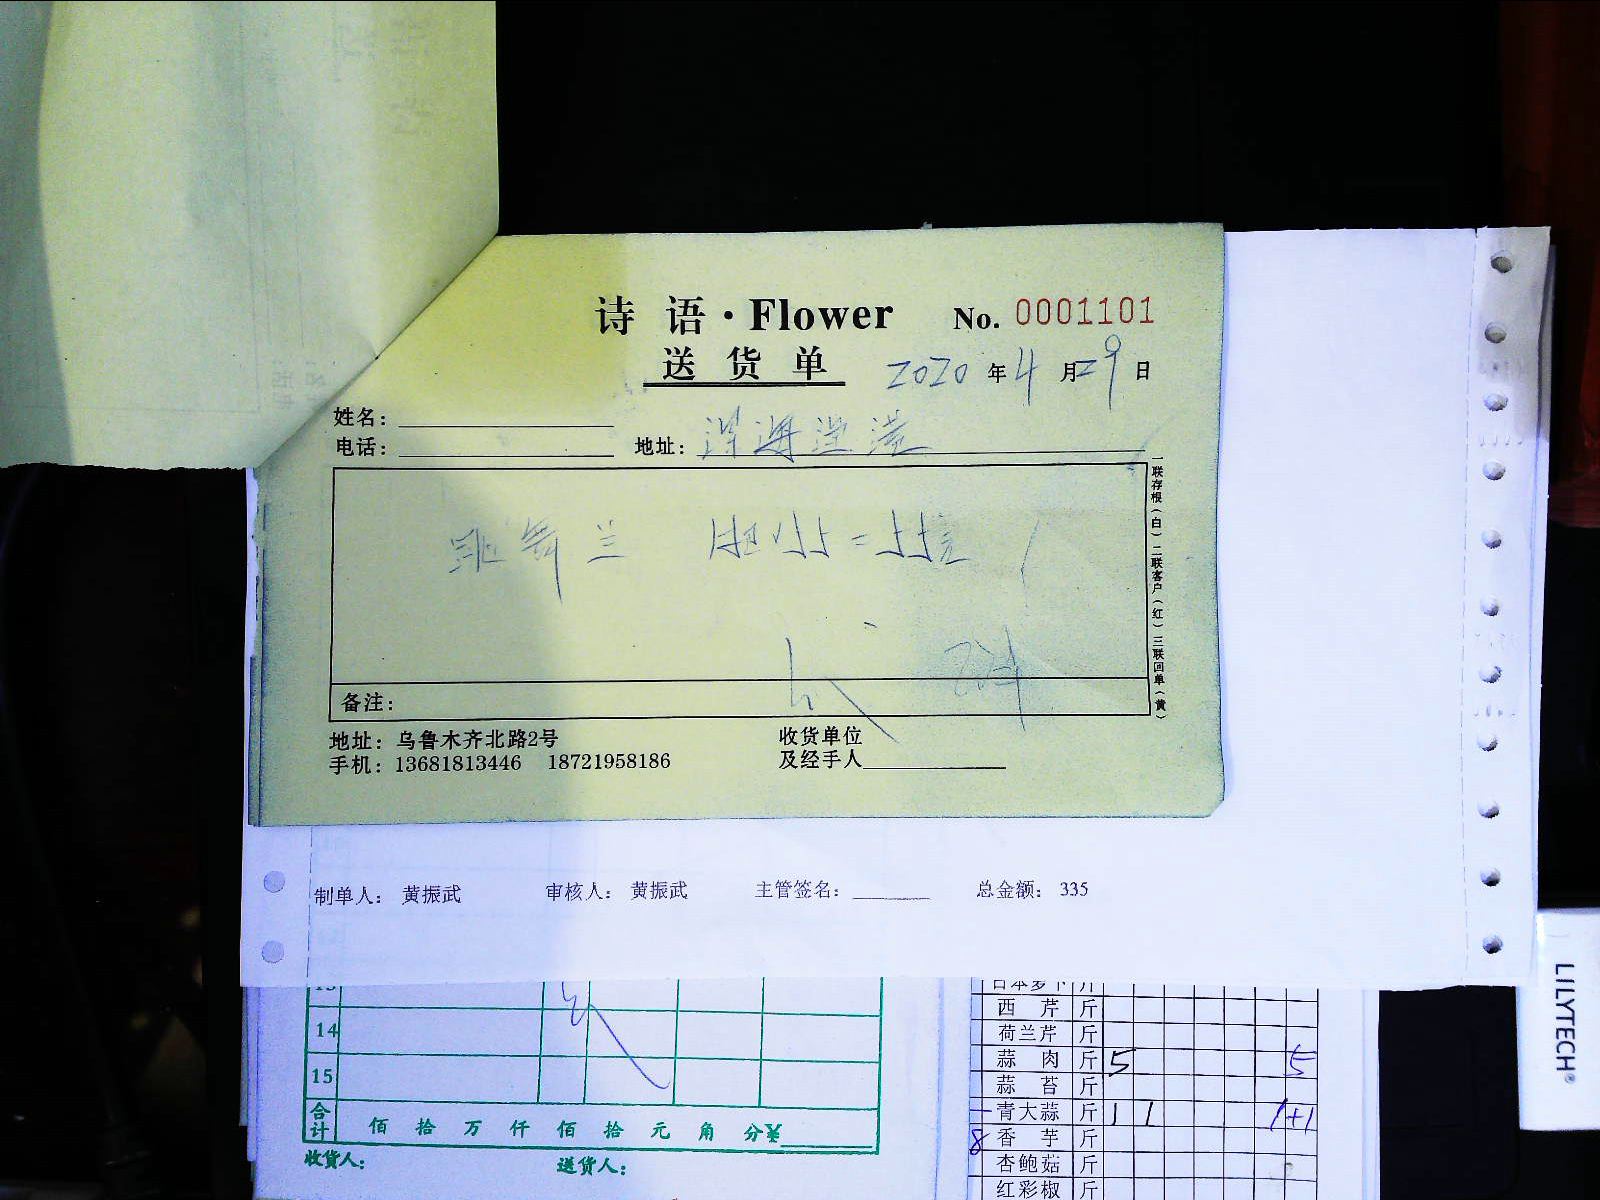 诗 语·Flower No. 0001101
送 货 单 2020 年 4 月 29 日
姓名：
电话： 地址：
一联存根（白）二联客户（红）三联回单（黄）
备注：
地址：乌鲁木齐北路2号 收货单位
手机：13681813446 18721958186 及经手人
制单人： 黄振武 审核人： 黄振武 主管签名： 总金额： 335
14
15
合计 佰 拾 万 仟 佰 拾 元 角 分¥
收货人： 送货人：
西 芹 斤
荷兰芹 斤
蒜 肉 斤 5 5
蒜 苔 斤
青大蒜 斤 1 1 1+1
8 香 芋 斤
杏鲍菇 斤
红彩椒 斤
LILYTECH®